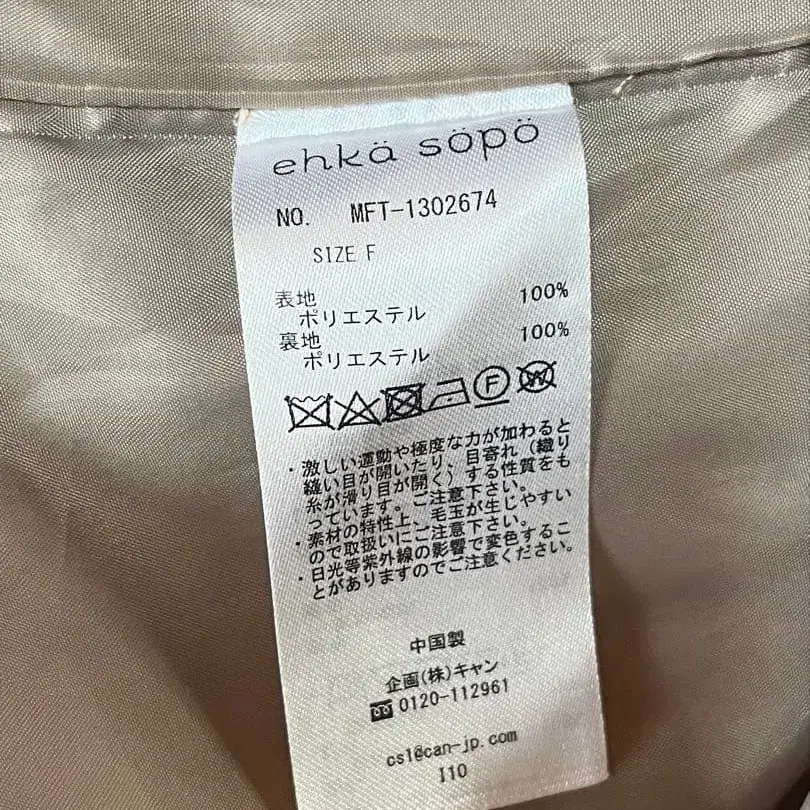 ehkä söpö
NO. MFT-1302674
SIZE F
表地 100%
ポリエステル
裏地 100%
ポリエステル
F W
・激しい運動や極度な力が加わると
縫い目が開いたり、目寄れ（織り
糸が滑り目が開く）する性質をも
っています。ご注意下さい。
・素材の特性上、毛玉が生じやすい
ので取扱いにご注意下さい。
・日光等紫外線の影響で変色するこ
とがありますのでご注意ください。
中国製
企画(株)キャン
0120-112961
cs1@can-jp.com
I10